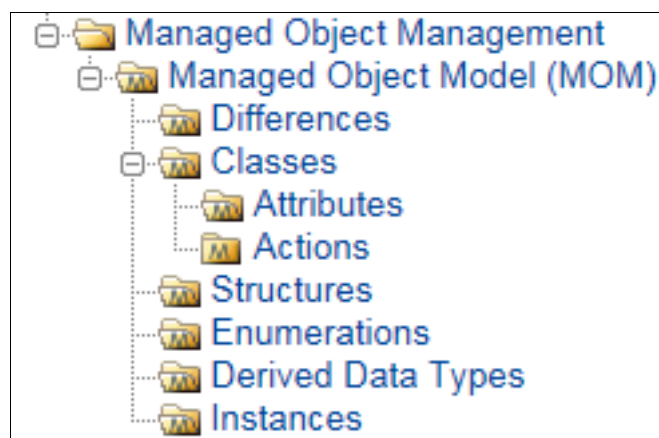 Managed Object Management
Managed Object Model (MOM)
Differences
Classes
Attributes
Actions
Structures
Enumerations
Derived Data Types
Instances